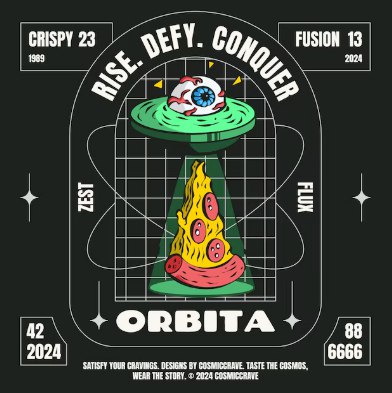 CRISPY 23
1989
FUSION 13
2024
RISE. DEFY. CONQUER
ZEST
FLUX
ORBITA
42
2024
88
6666
SATISFY YOUR CRAVINGS. DESIGNS BY COSMICCRAVE. TASTE THE COSMOS,
WEAR THE STORY. © 2024 COSMICCRAVE